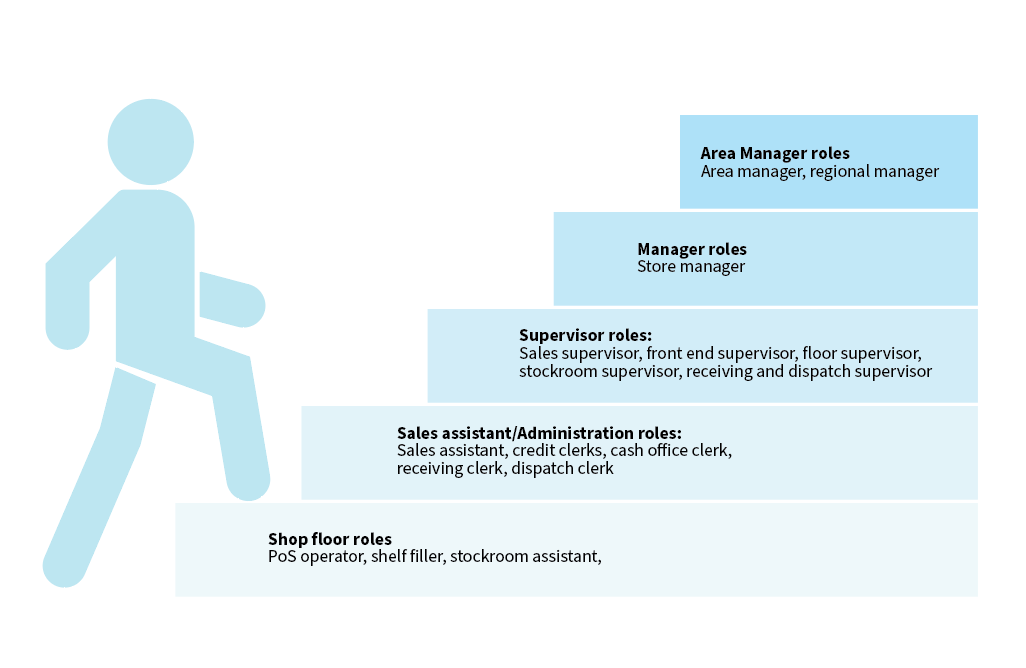 Area Manager roles
Area manager, regional manager
Manager roles
Store manager
Supervisor roles:
Sales supervisor, front end supervisor, floor supervisor,
stockroom supervisor, receiving and dispatch supervisor
Sales assistant/Administration roles:
Sales assistant, credit clerks, cash office clerk,
receiving clerk, dispatch clerk
Shop floor roles
PoS operator, shelf filler, stockroom assistant,